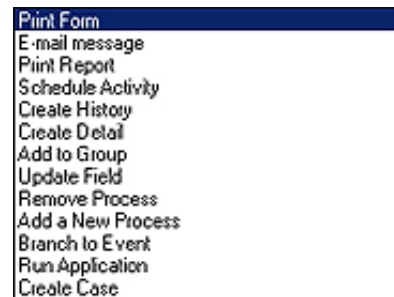 Print Form
E-mail message
Print Report
Schedule Activity
Create History
Create Detail
Add to Group
Update Field
Remove Process
Add a New Process
Branch to Event
Run Application
Create Case